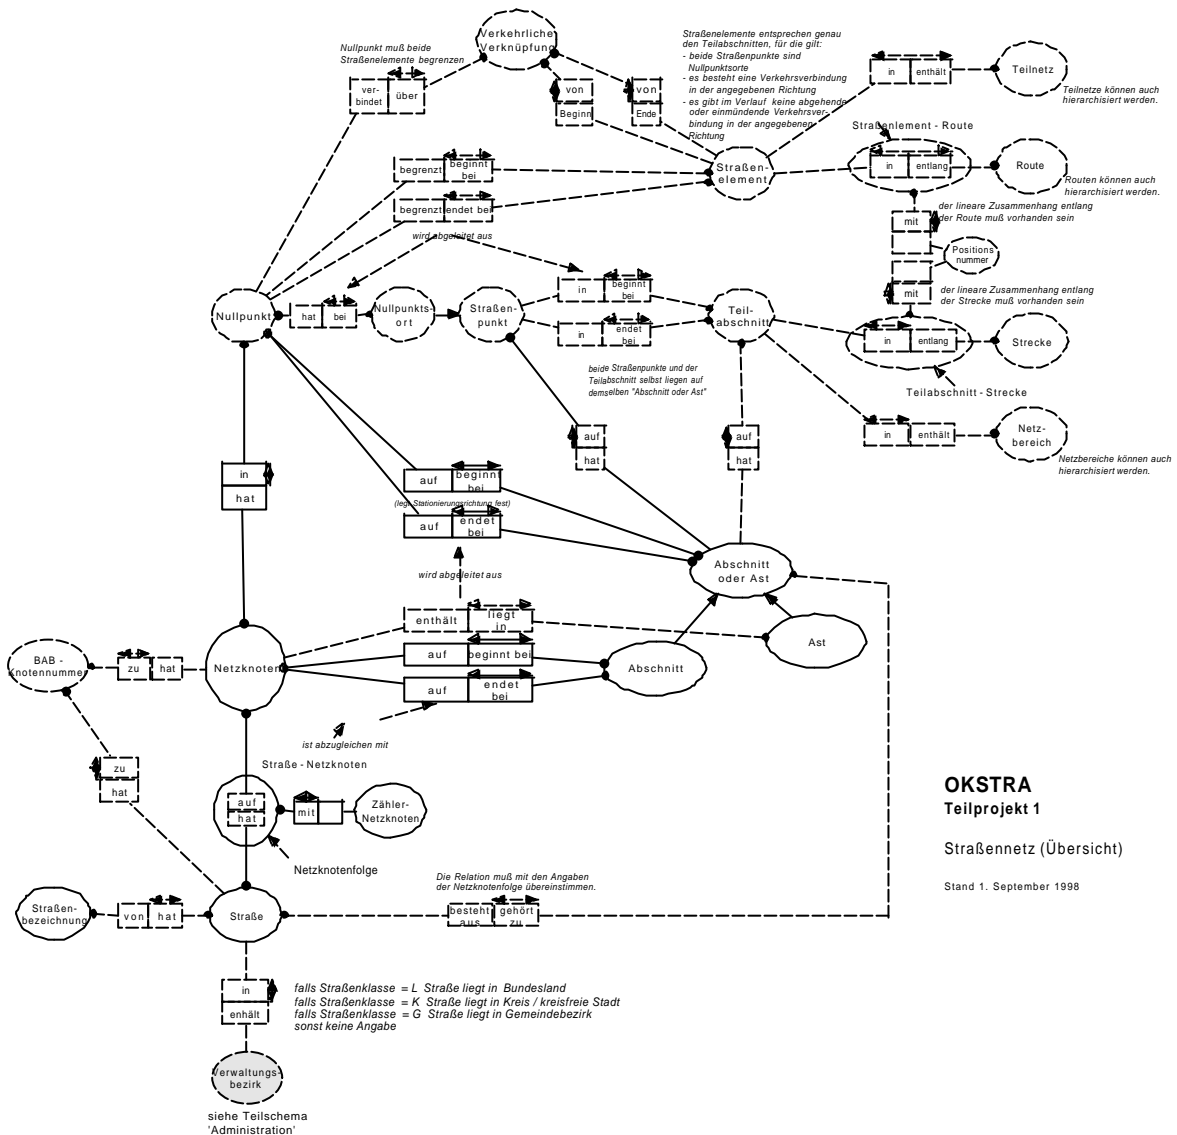 Verkehrliche
Verknüpfung
Nullpunkt muß beide
Straßenelemente begrenzen
ver-
bindet
über
von
Beginn
von
Ende
Straßenelemente entsprechen genau
den Teilabschnitten, für die gilt:
- beide Straßenpunkte sind
Nullpunktsorte
- es besteht eine Verkehrsverbindung
in der angegebenen Richtung
- es gibt im Verlauf keine abgehende
oder einmündende Verkehrsver-
bindung in der angegebenen
Richtung
in
enthält
Teilnetz
Teilnetze können auch
hierarchisiert werden.
Straßenlement - Route
begrenzt
beginnt
bei
Straßen-
element
in
entlang
Route
Routen können auch
hierarchisiert werden.
begrenzt
endet bei
wird abgeleitet aus
der lineare Zusammenhang entlang
der Route muß vorhanden sein
mit
Positions
nummer
mit
der lineare Zusammenhang entlang
der Strecke muß vorhanden sein
Nullpunkt
hat
bei
Nullpunkts-
ort
Straßen-
punkt
in
beginnt
bei
in
endet
bei
Teil-
abschnitt
in
entlang
Strecke
Teilabschnitt - Strecke
beide Straßenpunkte und der
Teilabschnitt selbst liegen auf
demselben "Abschnitt oder Ast"
auf
hat
auf
hat
in
enthält
Netz-
bereich
Netzbereiche können auch
hierarchisiert werden.
in
hat
auf
beginnt
bei
(legt Stationierungsrichtung fest)
auf
endet
bei
wird abgeleitet aus
Abschnitt
oder Ast
enthält
liegt
in
Ast
BAB -
Knotennummer
zu
hat
Netzknoten
auf
beginnt bei
Abschnitt
auf
endet
bei
ist abzugleichen mit
zu
hat
Straße - Netzknoten
auf
hat
mit
Zähler-
Netzknoten
Netzknotenfolge
OKSTRA
Teilprojekt 1
Straßennetz (Übersicht)
Stand 1. September 1998
Die Relation muß mit den Angaben
der Netzknotenfolge übereinstimmen.
Straßen-
bezeichnung
von
hat
Straße
besteht
aus
gehört
zu
in
enhält
falls Straßenklasse = L Straße liegt in Bundesland
falls Straßenklasse = K Straße liegt in Kreis / kreisfreie Stadt
falls Straßenklasse = G Straße liegt in Gemeindebezirk
sonst keine Angabe
Verwaltungs-
bezirk
siehe Teilschema
'Administration'